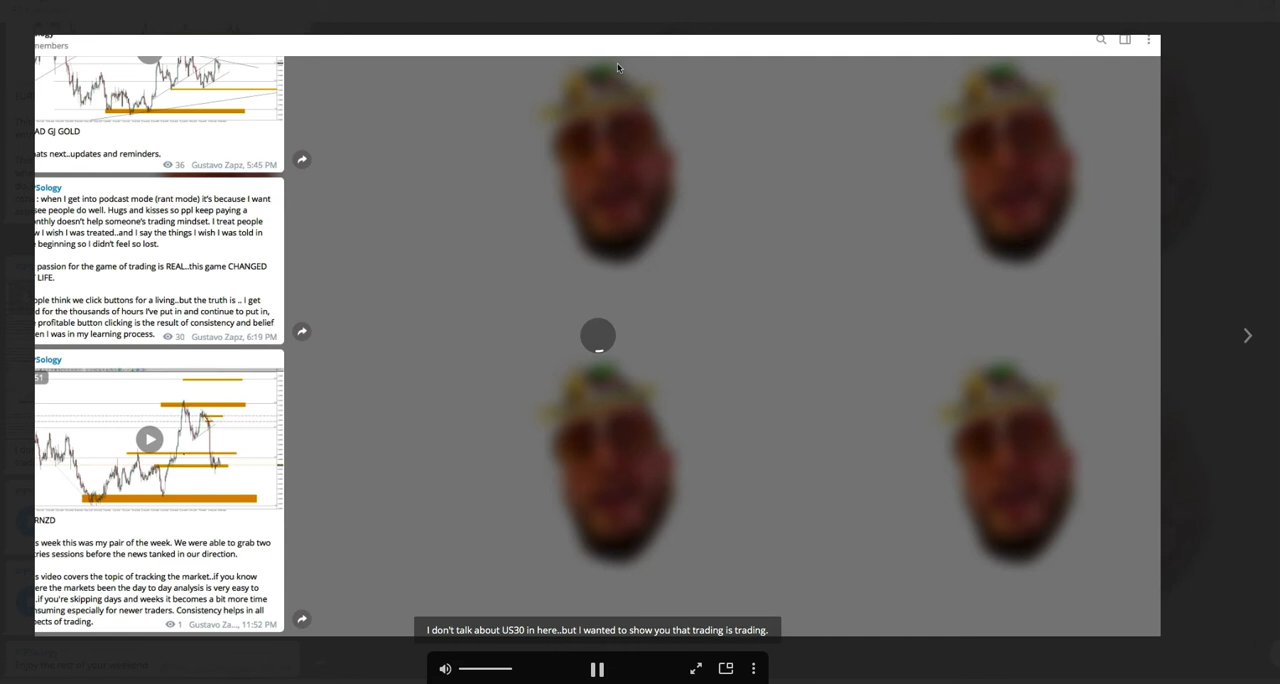 members
AD GJ GOLD
ats next..updates and reminders.
36 Gustavo Zapz, 5:45 PM
Sology
: when I get into podcast mode (rant mode) it's because I want
see people do well. Hugs and kisses so ppl keep paying a
nthly doesn't help someone's trading mindset. I treat people
w I wish I was treated..and I say the things I wish I was told in
beginning so I didn't feel so lost.
passion for the game of trading is REAL..this game CHANGED
LIFE.
ople think we click buttons for a living..but the truth is .. I get
d for the thousands of hours I've put in and continue to put in,
profitable button clicking is the result of consistency and belief
en I was in my learning process.
30 Gustavo Zapz, 6:19 PM
Sology
51
RNZD
s week this was my pair of the week. We were able to grab two
ries sessions before the news tanked in our direction.
s video covers the topic of tracking the market..if you know
ere the markets been the day to day analysis is very easy to
..if you're skipping days and weeks it becomes a bit more time
nsuming especially for newer traders. Consistency helps in all
pects of trading.
1 Gustavo Za..., 11:52 PM
I don't talk about US30 in here..but I wanted to show you that trading is trading.
Enjoy the rest of your weekend